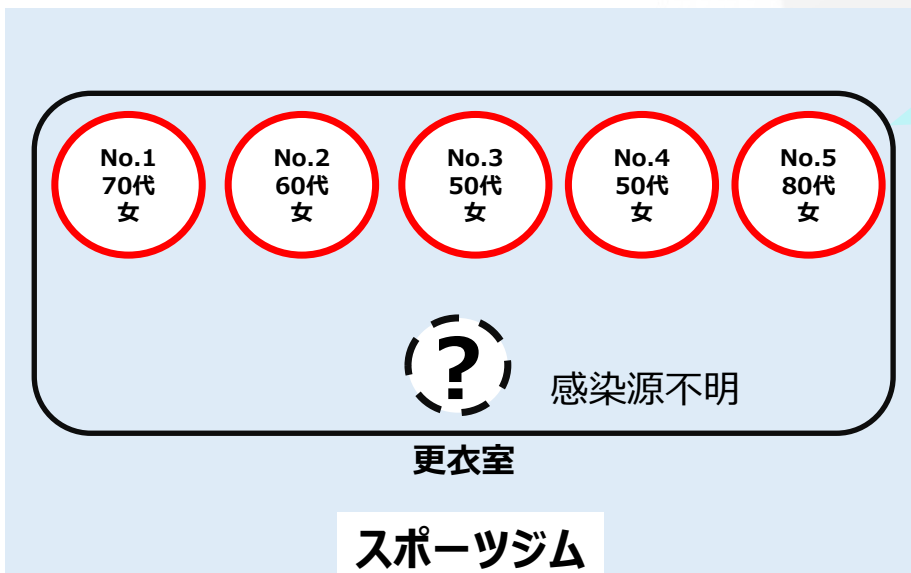 No.1
70代
女
No.2
60代
女
No.3
50代
女
No.4
50代
女
No.5
80代
女
?
感染源不明
更衣室
スポーツジム